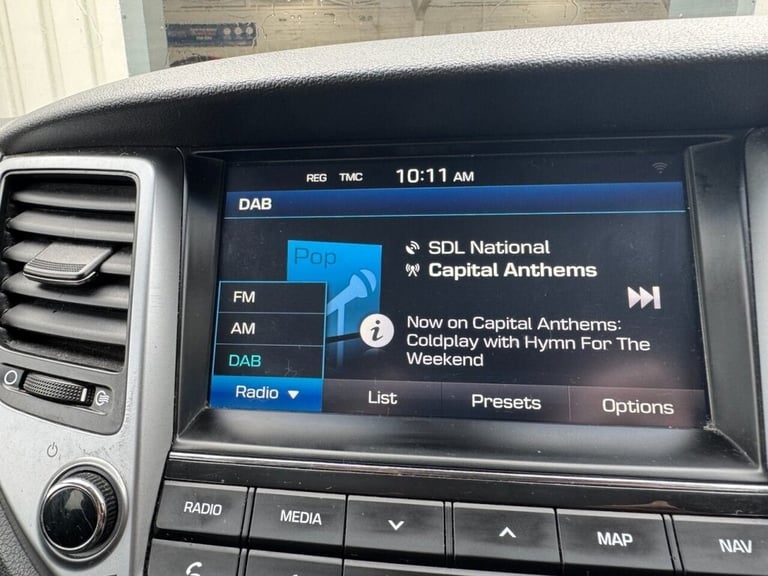 REG TMC 10:11 AM
DAB
Pop
SDL National
Capital Anthems
FM
AM
DAB
i
Now on Capital Anthems:
Coldplay with Hymn For The
Weekend
Radio List Presets Options
RADIO MEDIA MAP NAV